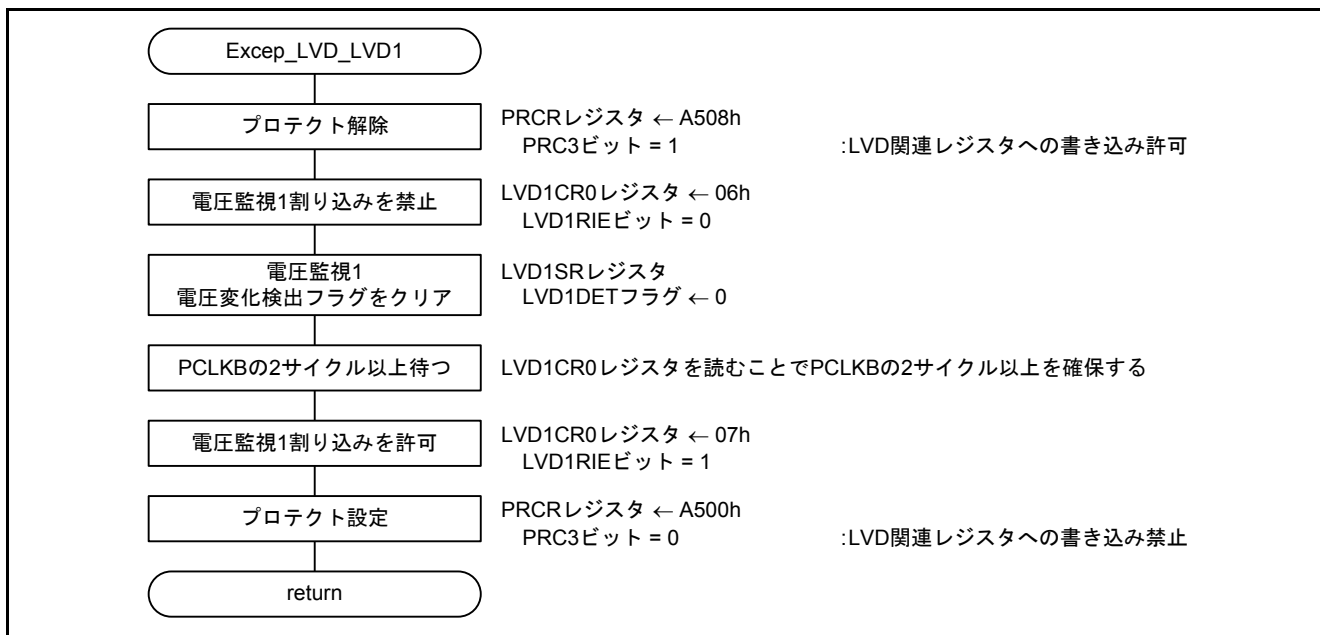 Excep_LVD_LVD1
プロテクト解除
PRCRレジスタ ← A508h
PRC3ビット = 1 :LVD関連レジスタへの書き込み許可
電圧監視1割り込みを禁止
LVD1CR0レジスタ ← 06h
LVD1RIEビット = 0
電圧監視1
電圧変化検出フラグをクリア
LVD1SRレジスタ
LVD1DETフラグ ← 0
PCLKBの2サイクル以上待つ
LVD1CR0レジスタを読むことでPCLKBの2サイクル以上を確保する
電圧監視1割り込みを許可
LVD1CR0レジスタ ← 07h
LVD1RIEビット = 1
プロテクト設定
PRCRレジスタ ← A500h
PRC3ビット = 0 :LVD関連レジスタへの書き込み禁止
return